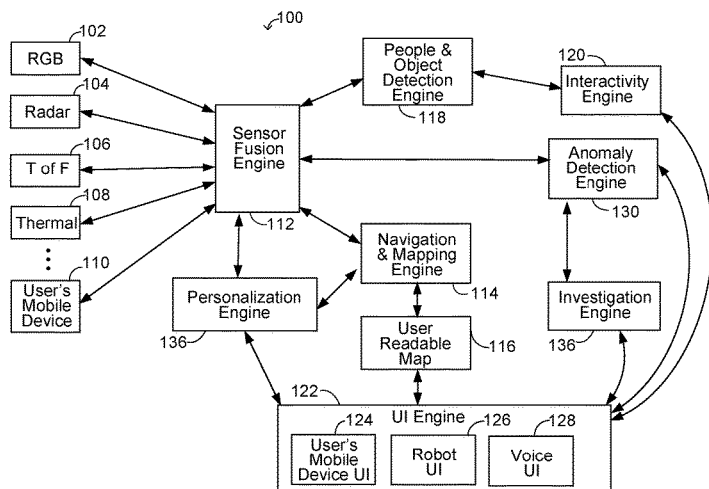 100
102
RGB
104
Radar
106
T of F
108
Thermal
110
User's
Mobile
Device
Sensor
Fusion
Engine
112
People &
Object
Detection
Engine
118
120
Interactivity
Engine
Anomaly
Detection
Engine
130
Navigation
& Mapping
Engine
114
Personalization
Engine
136
User
Readable
Map
116
Investigation
Engine
136
122
UI Engine
124
User's
Mobile
Device UI
126
Robot
UI
128
Voice
UI